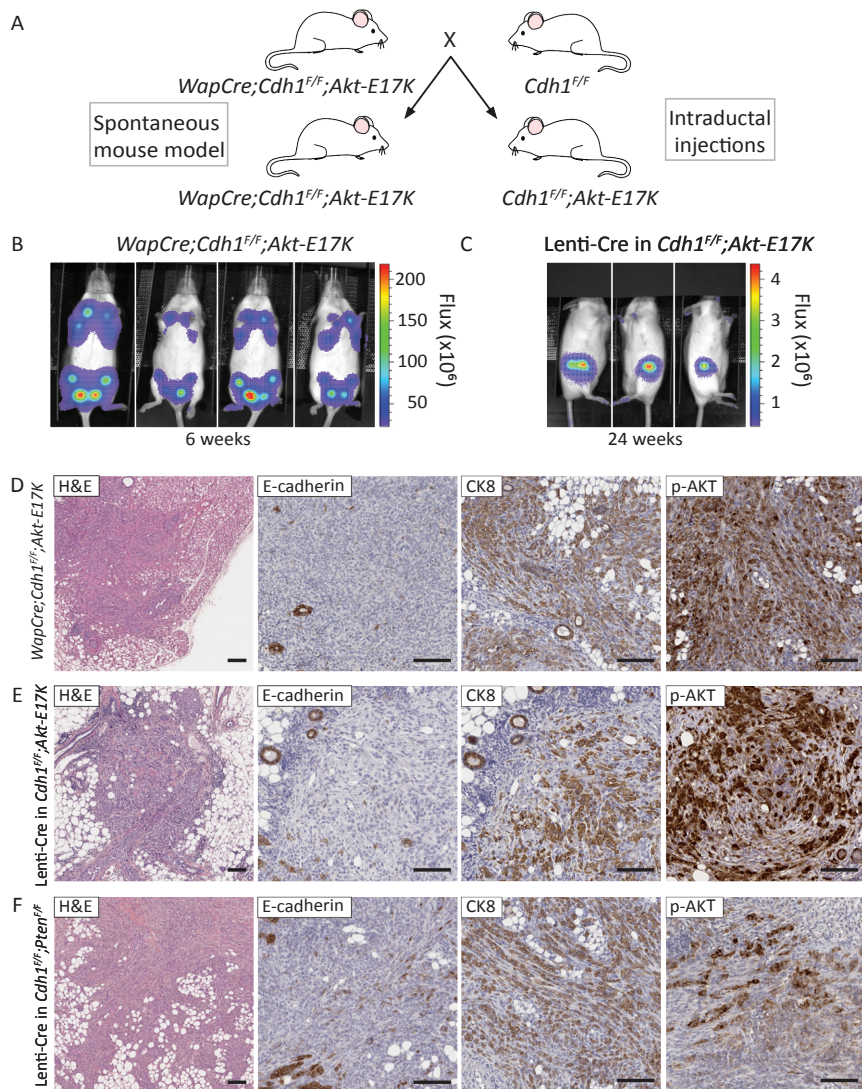 A
X
WapCre;Cdh1F/F;Akt-E17K
Cdh1F/F
Spontaneous
mouse model
Intraductal
injections
WapCre;Cdh1F/F;Akt-E17K
Cdh1F/F;Akt-E17K
B
WapCre;Cdh1F/F;Akt-E17K
200
150
100
50
Flux (x10⁶)
6 weeks
C
Lenti-Cre in Cdh1F/F;Akt-E17K
4
3
2
1
Flux (x10⁶)
24 weeks
D
WapCre;Cdh1F/F;Akt-E17K
H&E
E-cadherin
CK8
p-AKT
E
Lenti-Cre in Cdh1F/F;Akt-E17K
H&E
E-cadherin
CK8
p-AKT
F
Lenti-Cre in Cdh1F/F;PtenF/F
H&E
E-cadherin
CK8
p-AKT